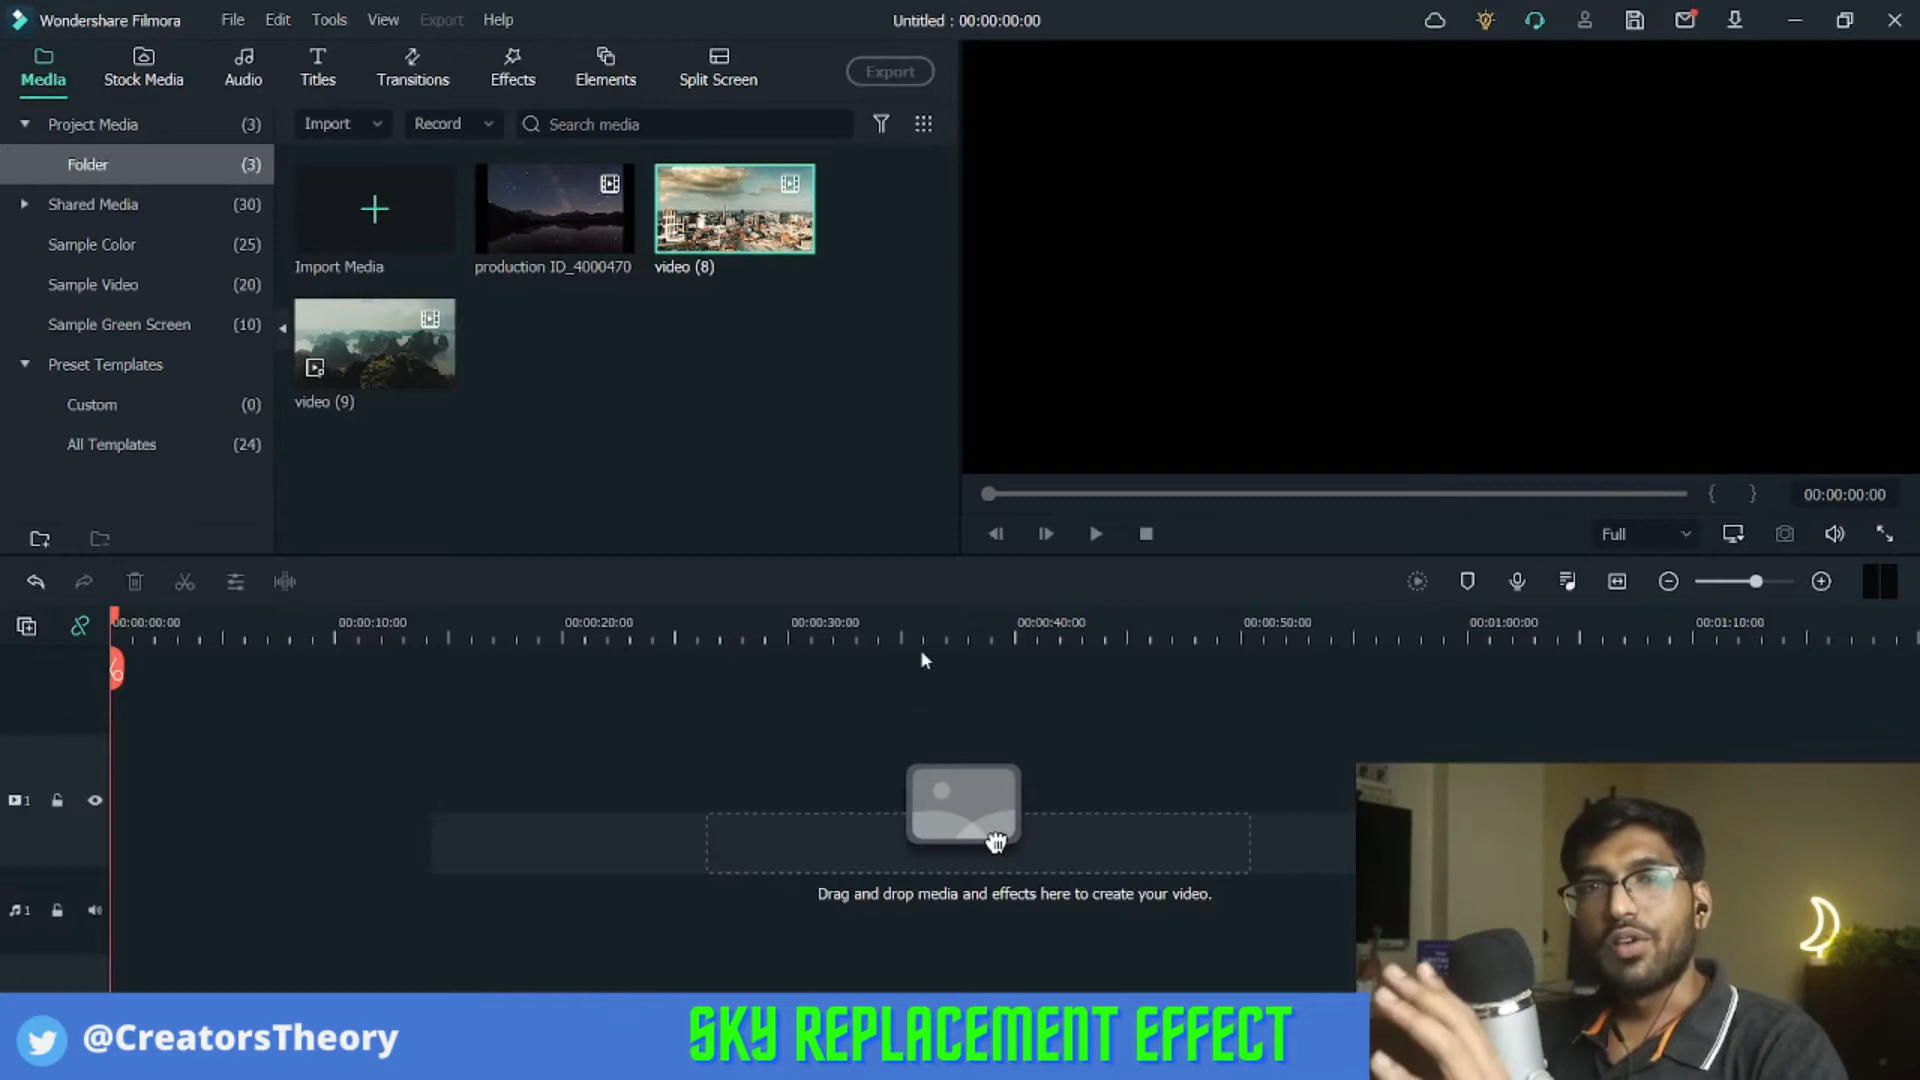 Wondershare Filmora
File
Edit
Tools
View
Export
Help
Untitled : 00:00:00:00
Media
Stock Media
Audio
Titles
Transitions
Effects
Elements
Split Screen
Export
Project Media (3)
Folder (3)
Shared Media (30)
Sample Color (25)
Sample Video (20)
Sample Green Screen (10)
Preset Templates
Custom (0)
All Templates (24)
Import
Record
Search media
Import Media
production ID_4000470
video (8)
video (9)
00:00:00:00
Full
00:00:00:00
00:00:10:00
00:00:20:00
00:00:30:00
00:00:40:00
00:00:50:00
00:01:00:00
00:01:10:00
1
Drag and drop media and effects here to create your video.
1
@CreatorsTheory
SKY REPLACEMENT EFFECT